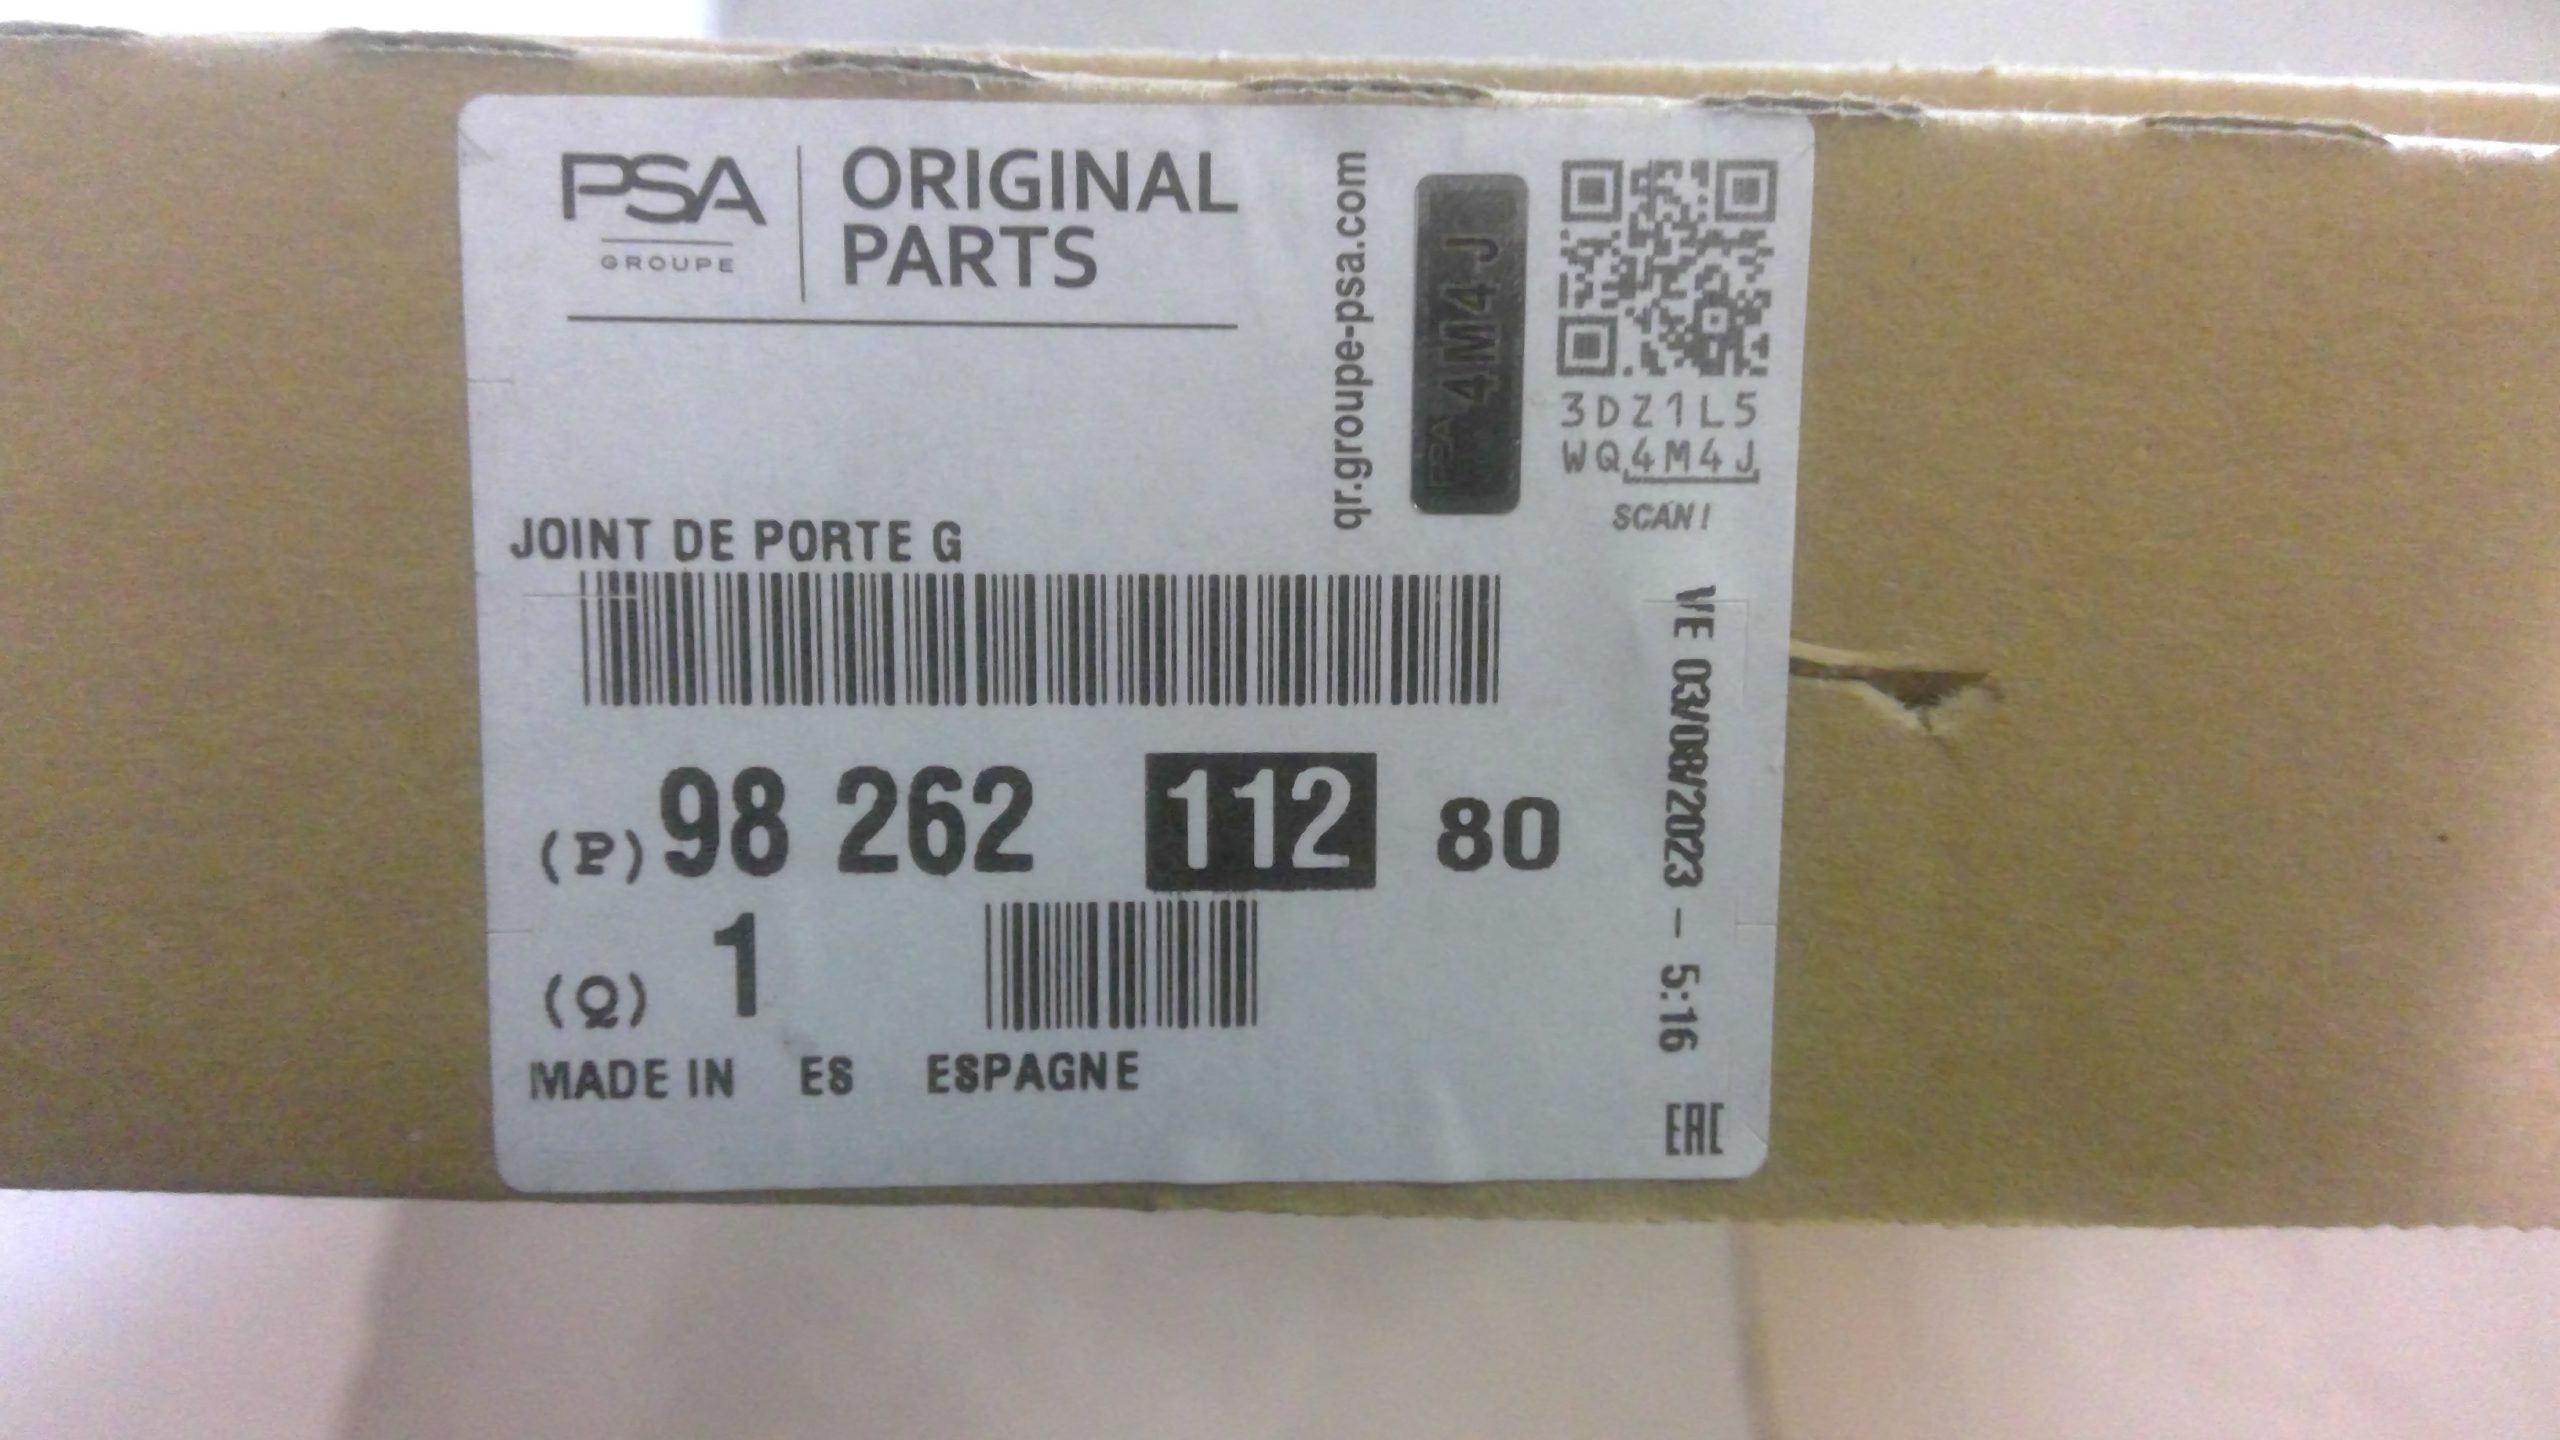 PSA
GROUPE
ORIGINAL
PARTS
qr.groupe-psa.com
PSA 4M4J
3DZ1L5
WQ4M4J
SCAN!
JOINT DE PORTE G
(P) 98 262 112 80
(Q) 1
MADE IN ES ESPAGNE
VE 03/08/2023 - 5:16
EAC